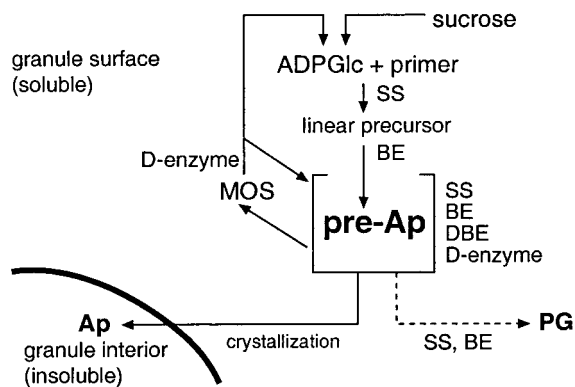 sucrose
granule surface
(soluble)
ADPGlc + primer
SS
linear precursor
BE
D-enzyme
MOS
pre-Ap
SS
BE
DBE
D-enzyme
Ap
granule interior
(insoluble)
crystallization
SS, BE
PG